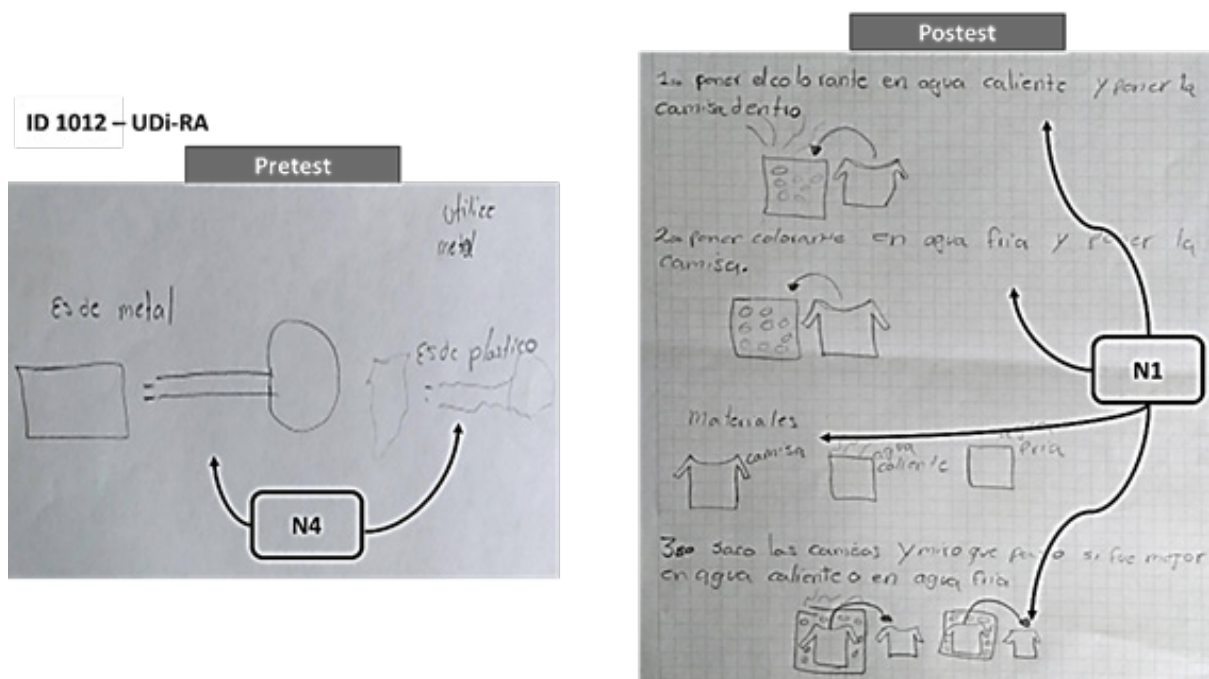 ID 1012 – UDi-RA
Pretest
utilize
metal
Es de metal
Es de plastico
N4
Postest
1.. poner el colorante en agua caliente y poner la
camisa dentro
2.. poner colorante en agua fria y poner la
camisa.
N1
Materiales
camisa
agua
caliente
fria
3.. saco las camisas y miro que paso si fue mejor
en agua caliente o en agua fria